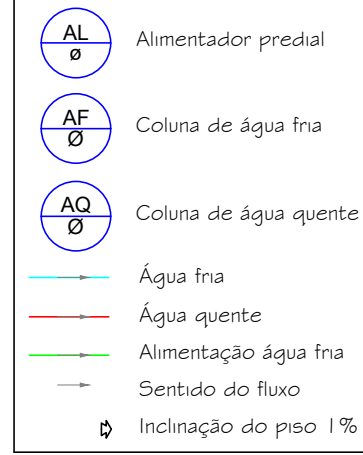 AL
ø
Alimentador predial
AF
Ø
Coluna de água fria
AQ
Ø
Coluna de água quente
Água fria
Água quente
Alimentação água fria
Sentido do fluxo
Inclinação do piso 1%